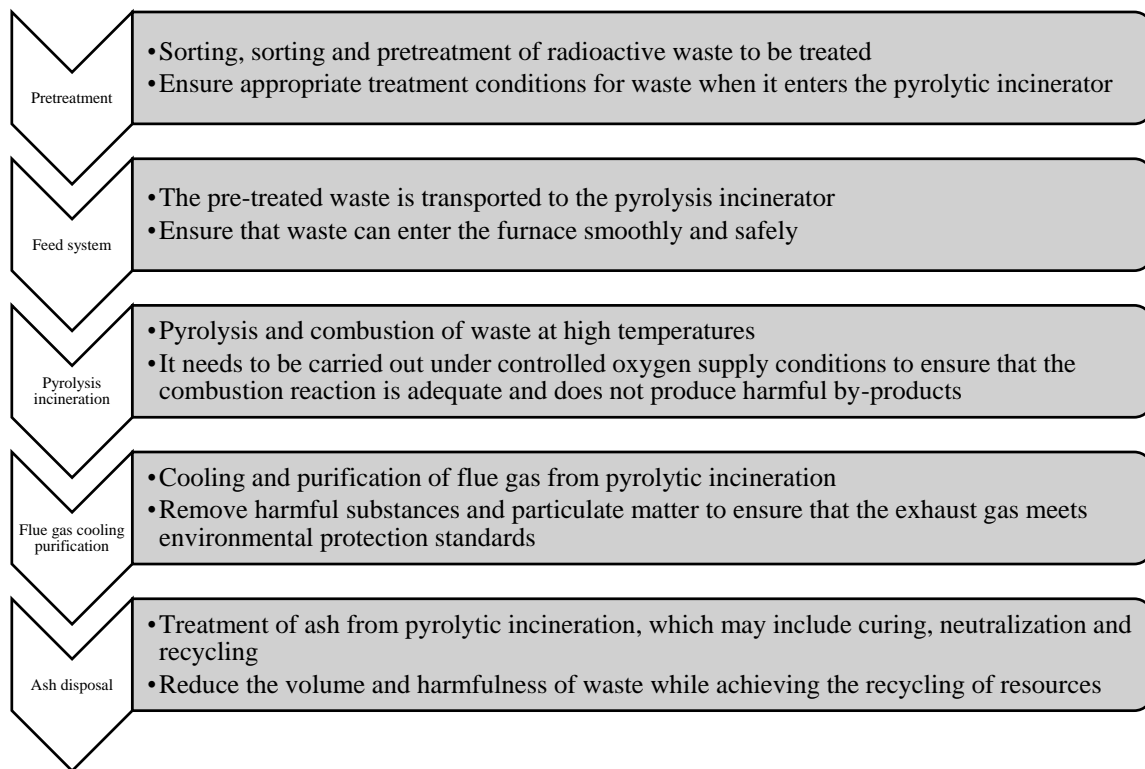 Pretreatment
•Sorting, sorting and pretreatment of radioactive waste to be treated
•Ensure appropriate treatment conditions for waste when it enters the pyrolytic incinerator
Feed system
•The pre-treated waste is transported to the pyrolysis incinerator
•Ensure that waste can enter the furnace smoothly and safely
Pyrolysis
incineration
•Pyrolysis and combustion of waste at high temperatures
•It needs to be carried out under controlled oxygen supply conditions to ensure that the
combustion reaction is adequate and does not produce harmful by-products
Flue gas cooling
purification
•Cooling and purification of flue gas from pyrolytic incineration
•Remove harmful substances and particulate matter to ensure that the exhaust gas meets
environmental protection standards
Ash disposal
•Treatment of ash from pyrolytic incineration, which may include curing, neutralization and
recycling
•Reduce the volume and harmfulness of waste while achieving the recycling of resources